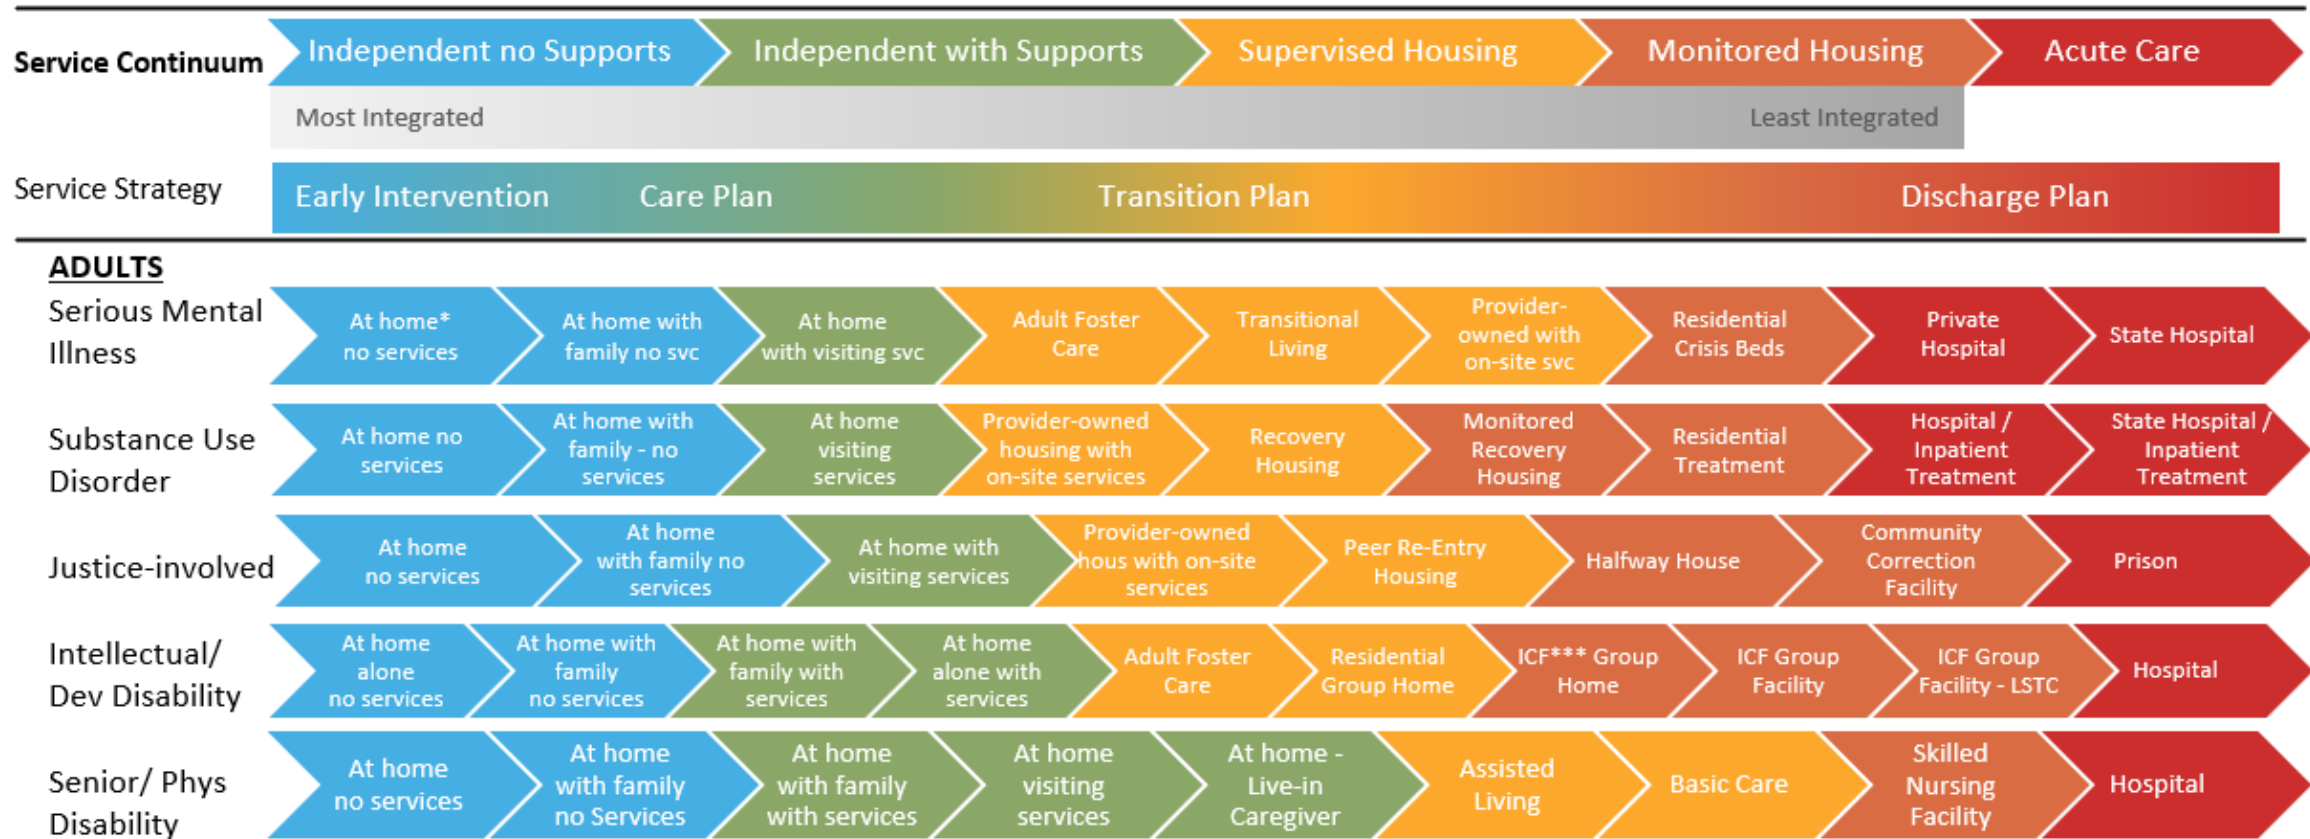 Service Continuum
Independent no Supports
Independent with Supports
Supervised Housing
Monitored Housing
Acute Care
Most Integrated
Least Integrated
Service Strategy
Early Intervention
Care Plan
Transition Plan
Discharge Plan
ADULTS
Serious Mental
Illness
At home*
no services
At home with
family no svc
At home
with visiting svc
Adult Foster
Care
Transitional
Living
Provider-
owned with
on-site svc
Residential
Crisis Beds
Private
Hospital
State Hospital
Substance Use
Disorder
At home no
services
At home with
family - no
services
At home
visiting
services
Provider-owned
housing with
on-site services
Recovery
Housing
Monitored
Recovery
Housing
Residential
Treatment
Hospital /
Inpatient
Treatment
State Hospital /
Inpatient
Treatment
Justice-involved
At home
no services
At home
with family no
services
At home with
visiting services
Provider-owned
hous with on-site
services
Peer Re-Entry
Housing
Halfway House
Community
Correction
Facility
Prison
Intellectual/
Dev Disability
At home
alone
no services
At home with
family
no services
At home with
family with
services
At home
alone with
services
Adult Foster
Care
Residential
Group Home
ICF*** Group
Home
ICF Group
Facility
ICF Group
Facility - LSTC
Hospital
Senior/ Phys
Disability
At home
no services
At home
with family
no Services
At home
with family
with services
At home
visiting
services
At home -
Live-in
Caregiver
Assisted
Living
Basic Care
Skilled
Nursing
Facility
Hospital